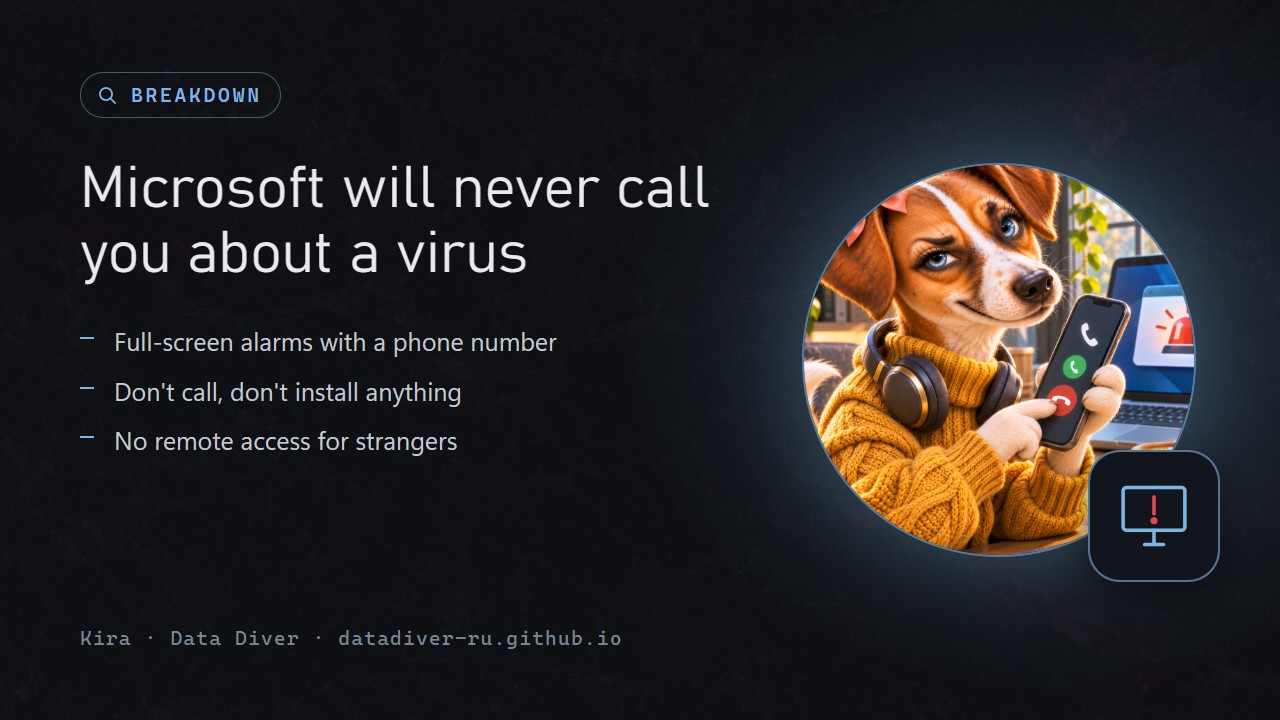 BREAKDOWN
Microsoft will never call
you about a virus
Full-screen alarms with a phone number
Don't call, don't install anything
No remote access for strangers
Kira · Data Diver · datadiver-ru.github.io